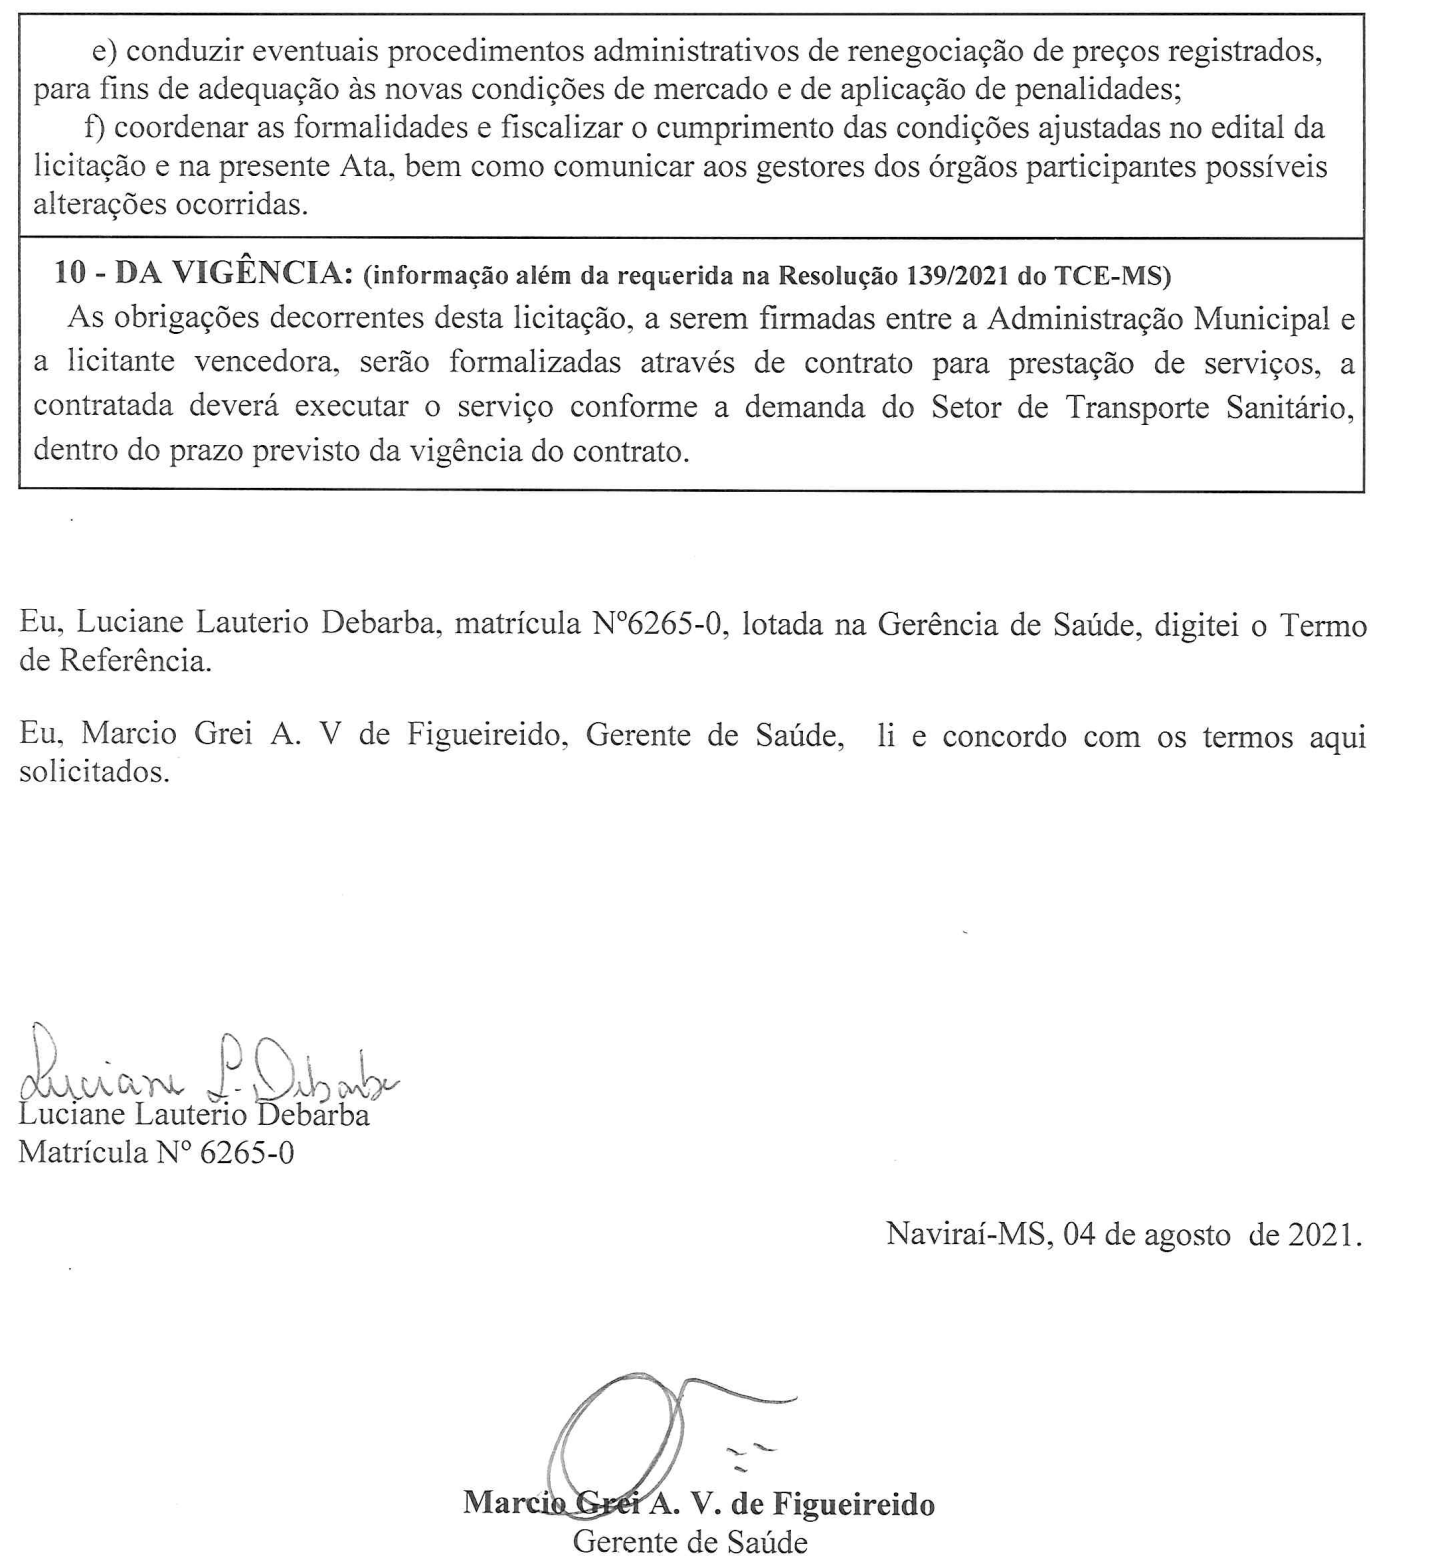 e) conduzir eventuais procedimentos administrativos de renegociação de preços registrados,
para fins de adequação às novas condições de mercado e de aplicação de penalidades;
f) coordenar as formalidades e fiscalizar o cumprimento das condições ajustadas no edital da
licitação e na presente Ata, bem como comunicar aos gestores dos órgãos participantes possíveis
alterações ocorridas.
10 - DA VIGÊNCIA: (informação além da requerida na Resolução 139/2021 do TCE-MS)
As obrigações decorrentes desta licitação, a serem firmadas entre a Administração Municipal e
a licitante vencedora, serão formalizadas através de contrato para prestação de serviços, a
contratada deverá executar o serviço conforme a demanda do Setor de Transporte Sanitário,
dentro do prazo previsto da vigência do contrato.
Eu, Luciane Lauterio Debarba, matrícula Nº6265-0, lotada na Gerência de Saúde, digitei o Termo
de Referência.
Eu, Marcio Grei A. V de Figueireido, Gerente de Saúde, li e concordo com os termos aqui
solicitados.
Luciane L. Debarba
Luciane Lauterio Debarba
Matrícula Nº 6265-0
Naviraí-MS, 04 de agosto de 2021.
Marcio Grei A. V. de Figueireido
Gerente de Saúde